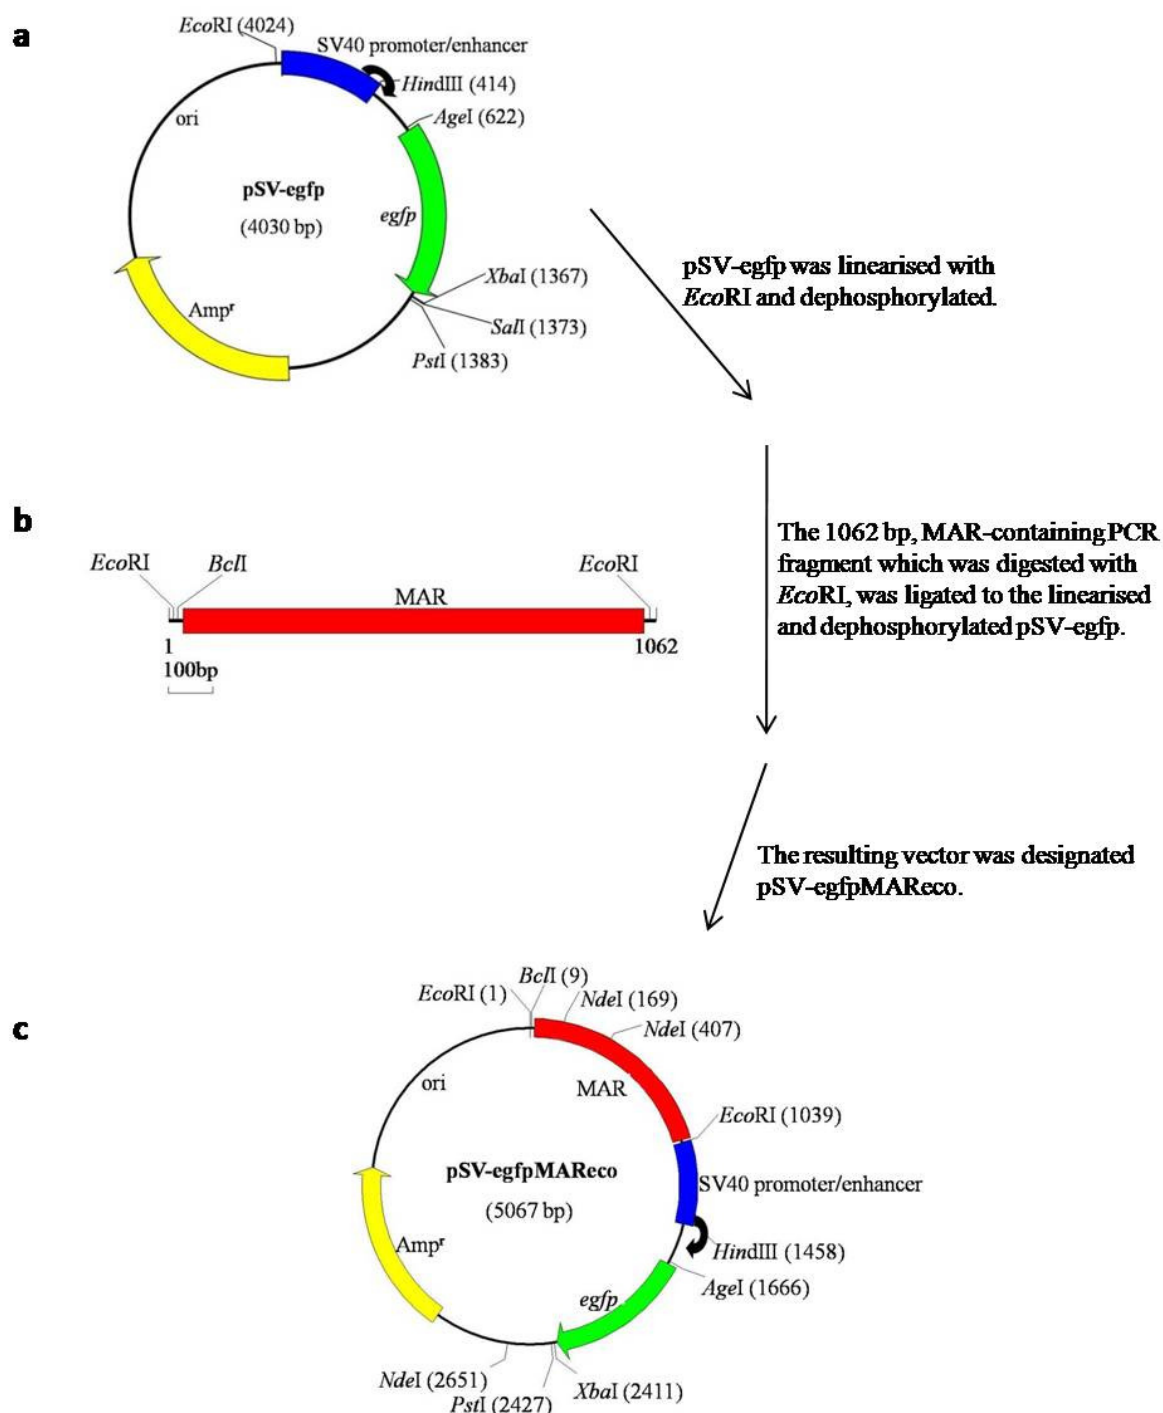 a
EcoRI (4024)
SV40 promoter/enhancer
HindIII (414)
AgeI (622)
ori
pSV-egfp
(4030 bp)
egfp
XbaI (1367)
SalI (1373)
PstI (1383)
Ampr
pSV-egfp was linearised with
EcoRI and dephosphorylated.
b
EcoRI
BclI
EcoRI
MAR
1
1062
100bp
The 1062 bp, MAR-containing PCR
fragment which was digested with
EcoRI, was ligated to the linearised
and dephosphorylated pSV-egfp.
The resulting vector was designated
pSV-egfpMAReco.
c
EcoRI (1)
BclI (9)
NdeI (169)
NdeI (407)
ori
MAR
EcoRI (1039)
pSV-egfpMAReco
(5067 bp)
SV40 promoter/enhancer
HindIII (1458)
AgeI (1666)
Ampr
egfp
NdeI (2651)
PstI (2427)
XbaI (2411)